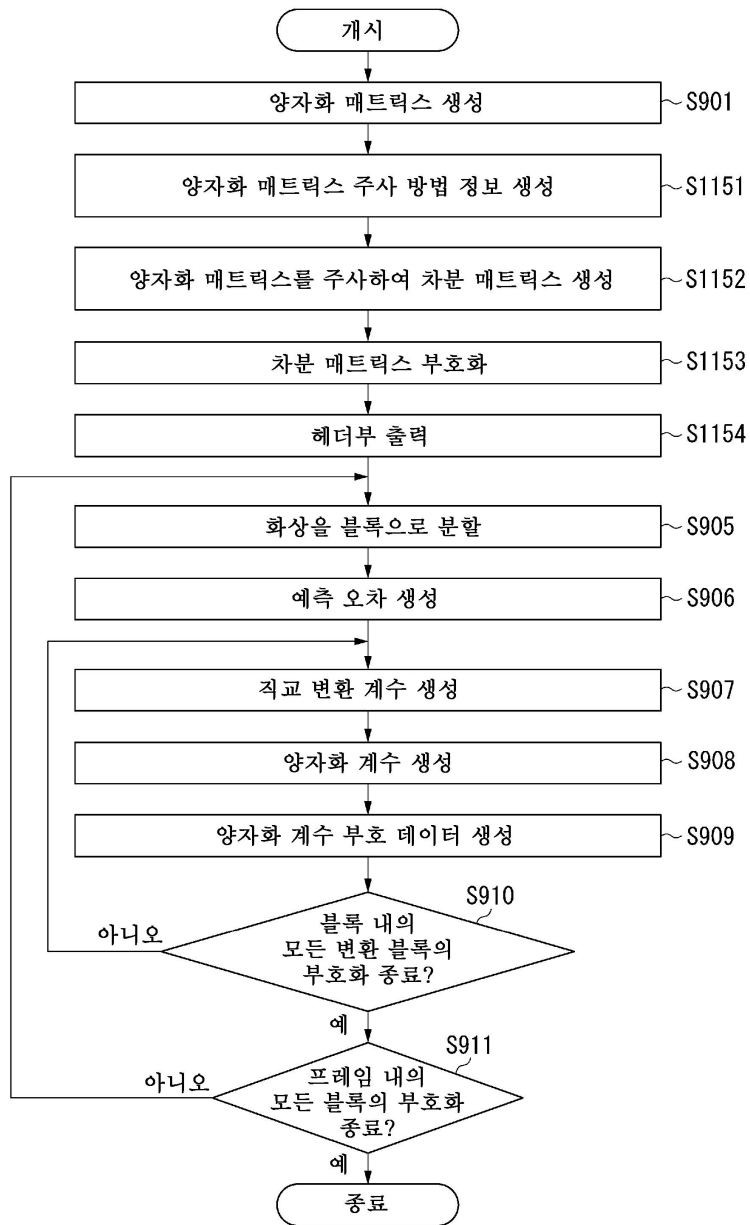 개시
양자화 매트릭스 생성
S901
양자화 매트릭스 주사 방법 정보 생성
S1151
양자화 매트릭스를 주사하여 차분 매트릭스 생성
S1152
차분 매트릭스 부호화
S1153
헤더부 출력
S1154
화상을 블록으로 분할
S905
예측 오차 생성
S906
직교 변환 계수 생성
S907
양자화 계수 생성
S908
양자화 계수 부호 데이터 생성
S909
S910
아니오
블록 내의
모든 변환 블록의
부호화 종료?
예
S911
아니오
프레임 내의
모든 블록의 부호화
종료?
예
종료